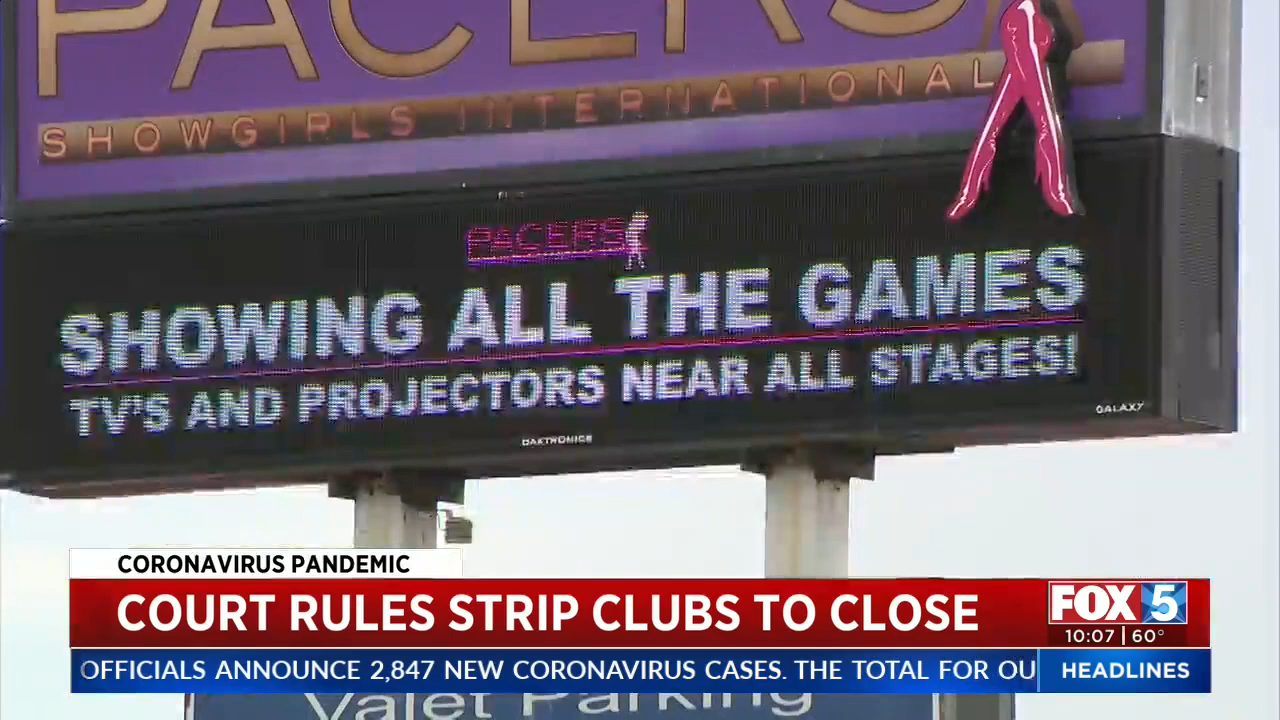 PACERS
SHOWGIRLS INTERNATIONAL
PACERS
SHOWING ALL THE GAMES
TV'S AND PROJECTORS NEAR ALL STAGES!
DAKTRONICS
GALAXY
CORONAVIRUS PANDEMIC
COURT RULES STRIP CLUBS TO CLOSE
FOX 5
10:07 | 60°
OFFICIALS ANNOUNCE 2,847 NEW CORONAVIRUS CASES. THE TOTAL FOR OU
HEADLINES
Valet Parking